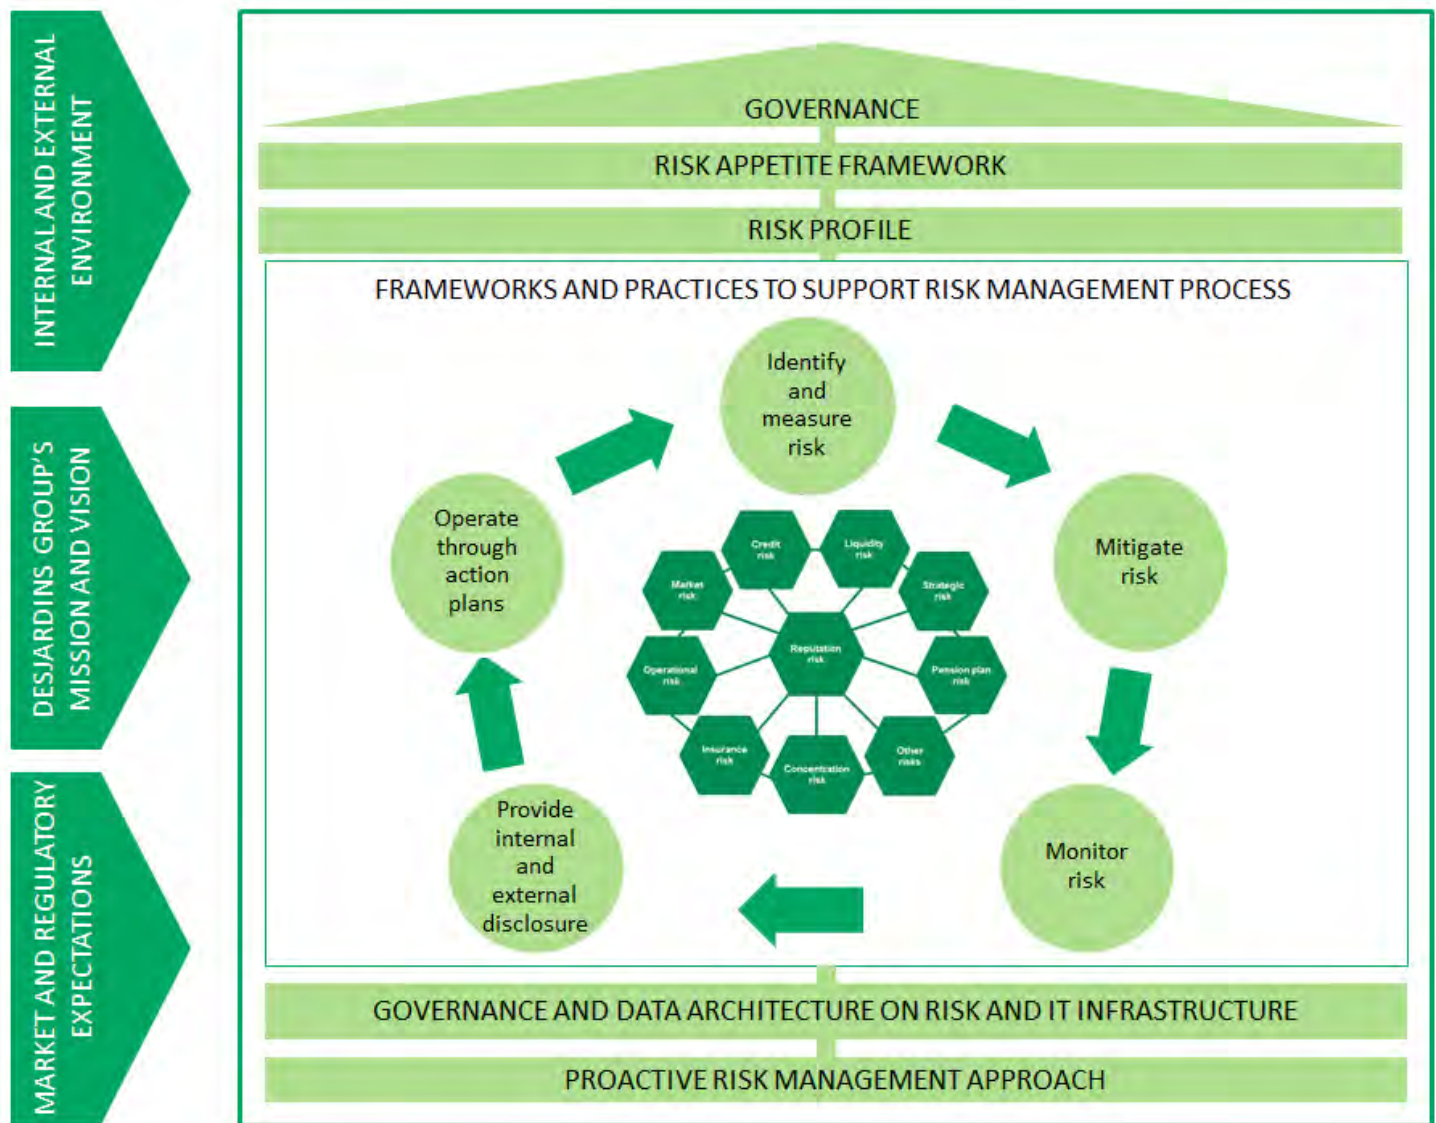 INTERNAL AND EXTERNAL
ENVIRONMENT
DESJARDINS GROUP'S
MISSION AND VISION
MARKET AND REGULATORY
EXPECTATIONS
GOVERNANCE
RISK APPETITE FRAMEWORK
RISK PROFILE
FRAMEWORKS AND PRACTICES TO SUPPORT RISK MANAGEMENT PROCESS
Identify
and
measure
risk
Mitigate
risk
Monitor
risk
Provide
internal
and
external
disclosure
Operate
through
action
plans
Credit
risk
Liquidity
risk
Market
risk
Strategic
risk
Reputation
risk
Operational
risk
Pension plan
risk
Insurance
risk
Concentration
risk
Other
risks
GOVERNANCE AND DATA ARCHITECTURE ON RISK AND IT INFRASTRUCTURE
PROACTIVE RISK MANAGEMENT APPROACH